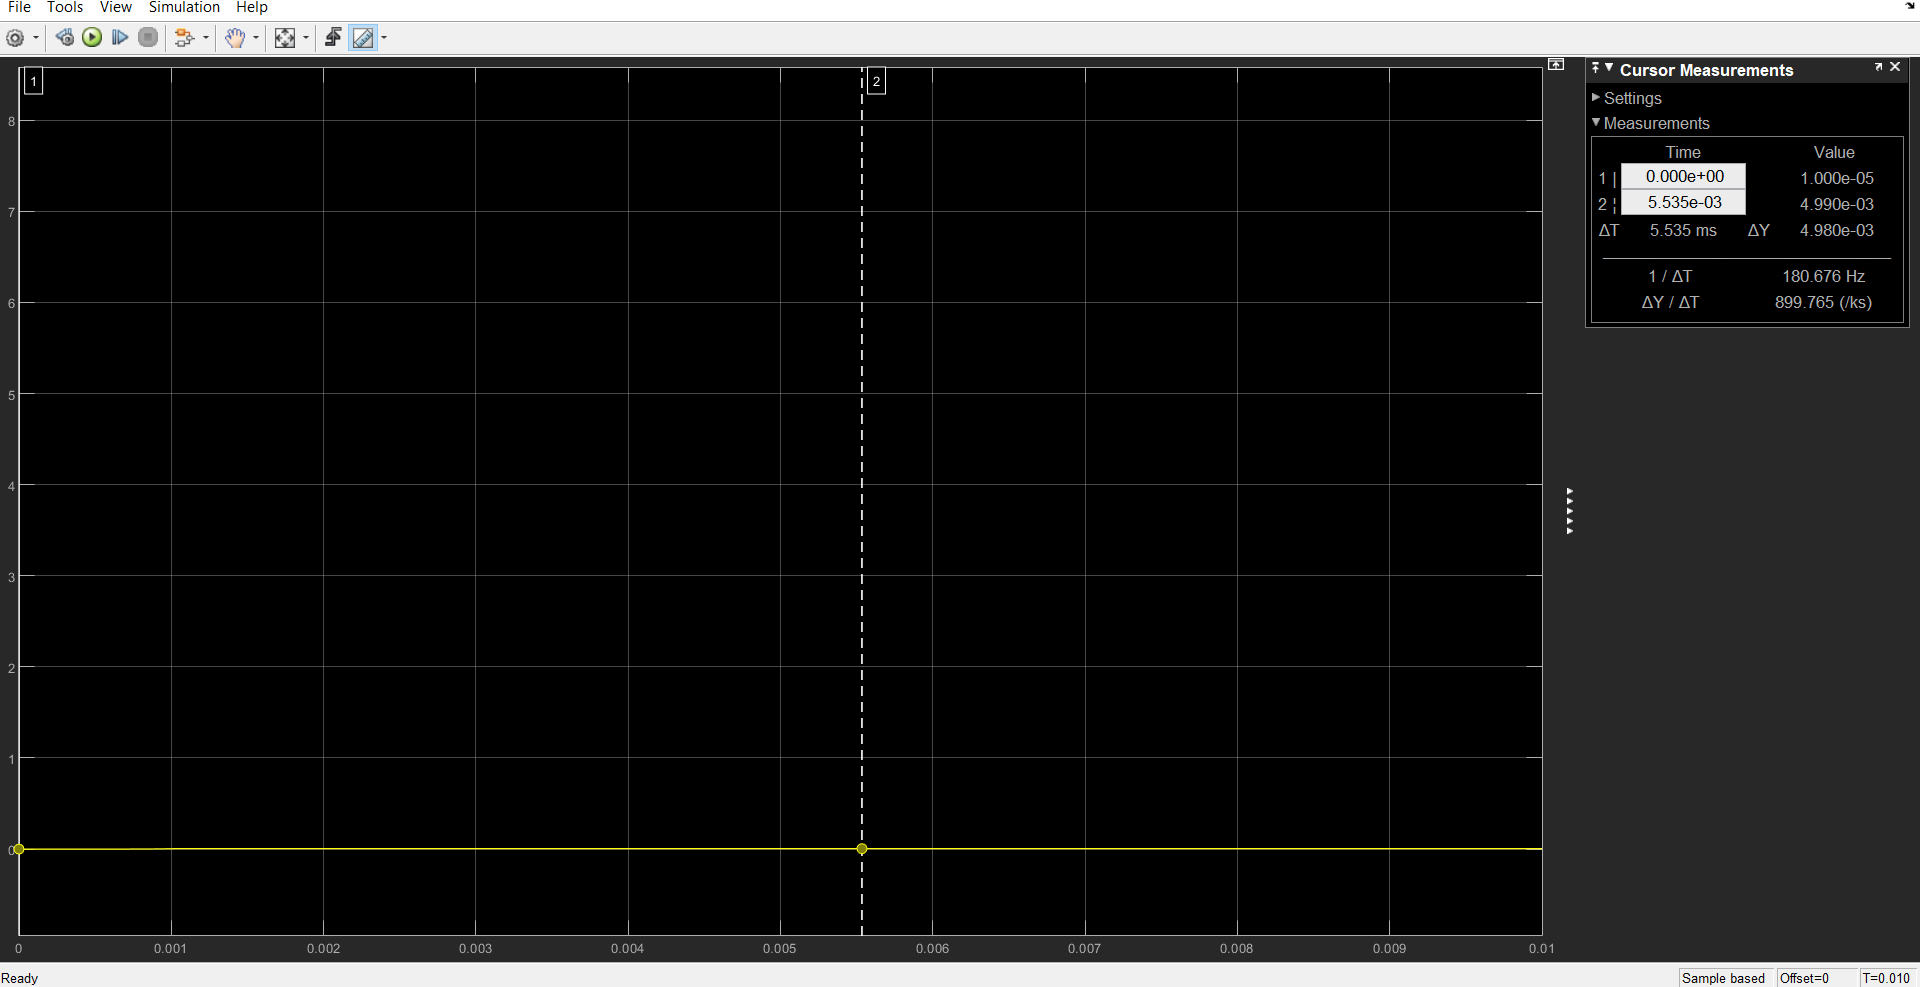 File Tools View Simulation Help
1
2
8
7
6
5
4
3
2
1
0
0 0.001 0.002 0.003 0.004 0.005 0.006 0.007 0.008 0.009 0.01
Cursor Measurements
Settings
Measurements
Time Value
1 | 0.000e+00 1.000e-05
2 ¦ 5.535e-03 4.990e-03
ΔT 5.535 ms ΔY 4.980e-03
1 / ΔT 180.676 Hz
ΔY / ΔT 899.765 (/ks)
Ready Sample based Offset=0 T=0.010